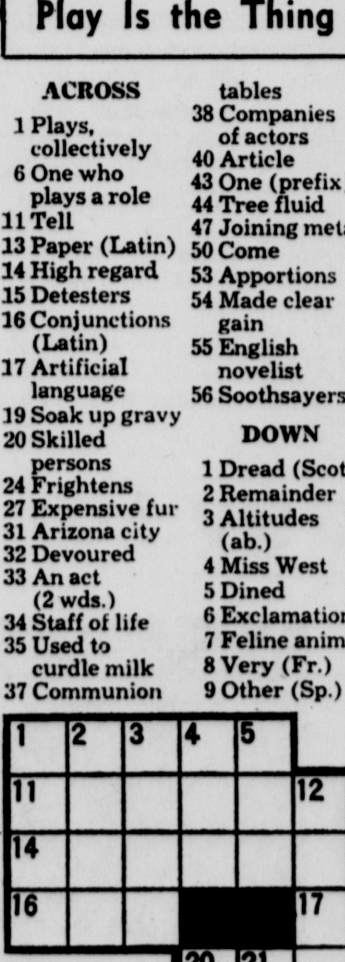 Play Is the Thing
ACROSS
1 Plays,
collectively
6 One who
plays a role
11 Tell
13 Paper (Latin)
14 High regard
15 Detesters
16 Conjunctions
(Latin)
17 Artificial
language
19 Soak up gravy
20 Skilled
persons
24 Frightens
27 Expensive fur
31 Arizona city
32 Devoured
33 An act
(2 wds.)
34 Staff of life
35 Used to
curdle milk
37 Communion
tables
38 Companies
of actors
40 Article
43 One (prefix
44 Tree fluid
47 Joining met
50 Come
53 Apportions
54 Made clear
gain
55 English
novelist
56 Soothsayers
DOWN
1 Dread (Scot
2 Remainder
3 Altitudes
(ab.)
4 Miss West
5 Dined
6 Exclamation
7 Feline anim
8 Very (Fr.)
9 Other (Sp.)
1 2 3 4 5
11 12
14
16 17
20 21